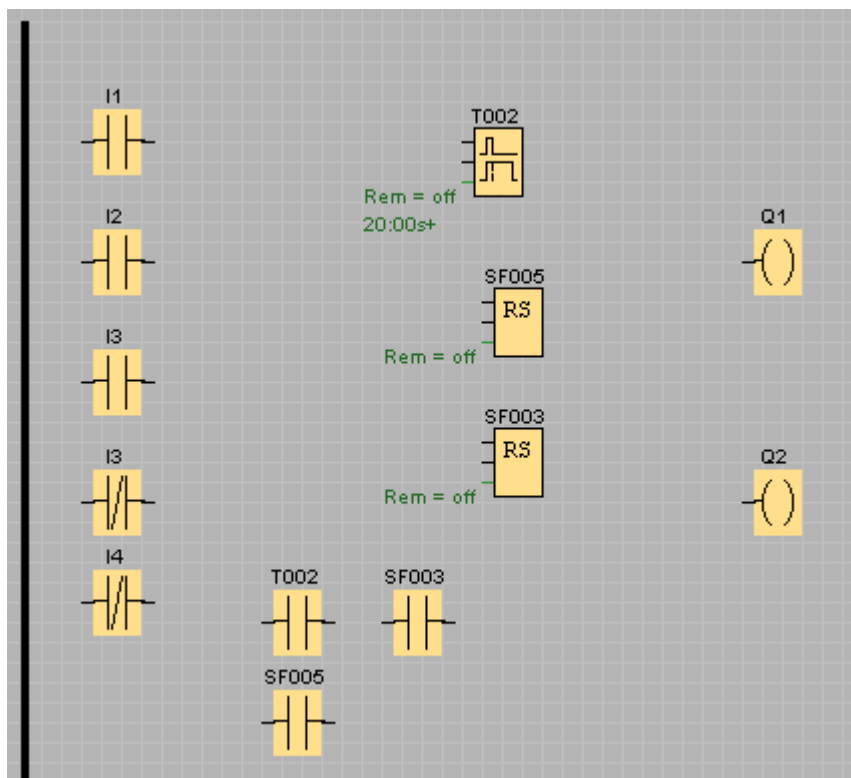 I1
T002
Rem = off
20:00s+
I2
Q1
SF005
RS
Rem = off
I3
SF003
RS
Rem = off
I3
Q2
I4
T002
SF003
SF005